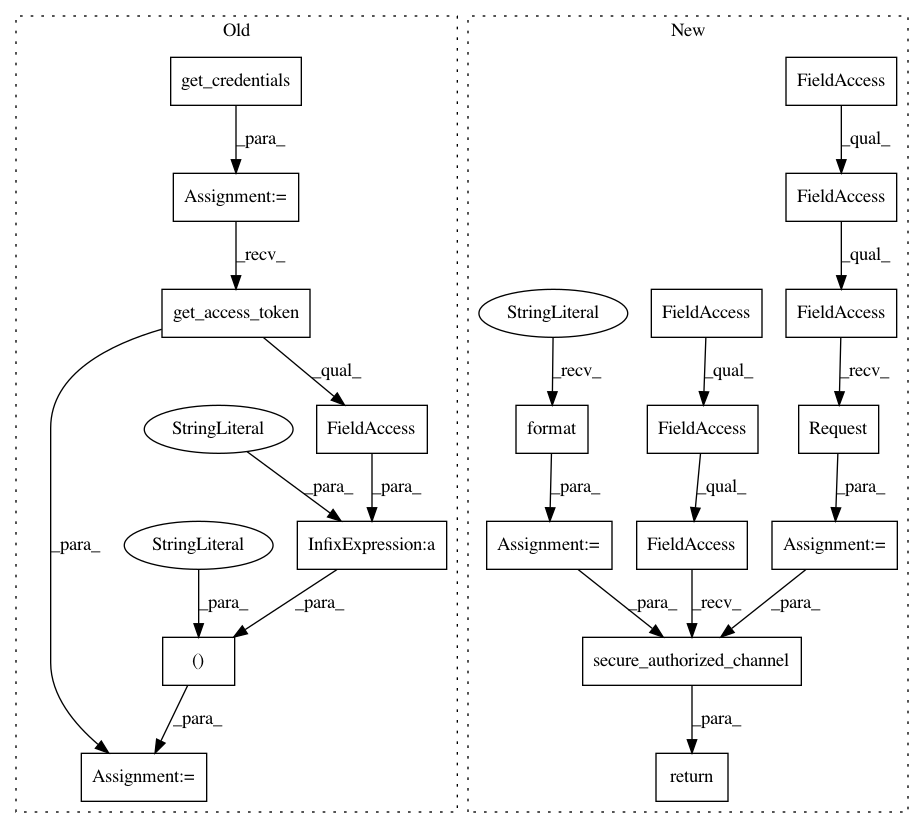 Old
New
get_credentials
FieldAccess
_para_
_qual_
Assignment:=
FieldAccess
_recv_
_qual_
get_access_token
StringLiteral
FieldAccess
FieldAccess
_qual_
_recv_
_qual_
_recv_
StringLiteral
FieldAccess
format
FieldAccess
Request
_para_
_para_
_para_
_qual_
_para_
_para_
StringLiteral
InfixExpression:a
Assignment:=
FieldAccess
Assignment:=
_para_
_para_
_para_
_recv_
_para_
()
secure_authorized_channel
_para_
_para_
Assignment:=
return